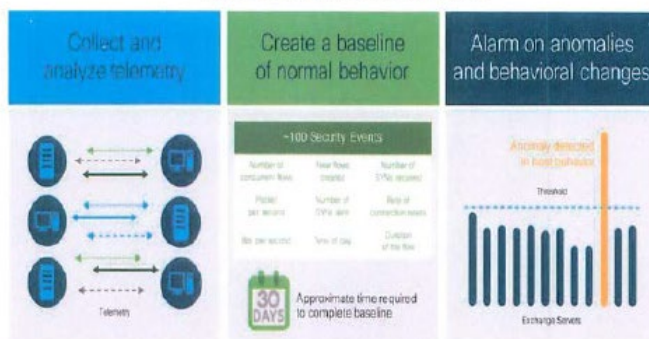 Collect and
analyze telemetry
Telemetry
Create a baseline
of normal behavior
~100 Security Events
Number of
concurrent flows
New flows
created
Number of
SYNs received
Packet
per second
Number of
SYNs sent
Rate of
connection resets
Bits per second
Time of day
Duration
of the flow
30
DAYS
Approximate time required
to complete baseline
Alarm on anomalies
and behavioral changes
Anomaly detected
in host behavior
Threshold
Exchange Servers